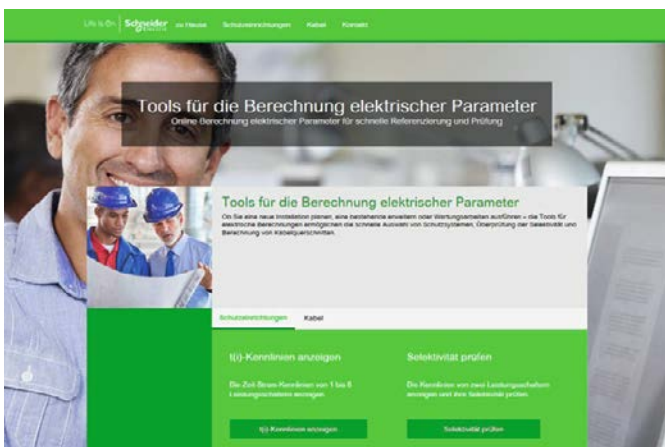 Life Is On | Schneider Electric zu Hause Schutzeinrichtungen Kabel Kontakt
Tools für die Berechnung elektrischer Parameter
Online Berechnung elektrischer Parameter für schnelle Referenzierung und Prüfung
Tools für die Berechnung elektrischer Parameter
Ob Sie eine neue Installation planen, eine bestehende erweitern oder Wartungsarbeiten ausführen – die Tools für
elektrische Berechnungen ermöglichen die schnelle Auswahl von Schutzsystemen, Überprüfung der Selektivität und
Berechnung von Kabelquerschnitten.
Schutzeinrichtungen Kabel
t(i)-Kennlinien anzeigen Selektivität prüfen
Die Zeit-Strom-Kennlinien von 1 bis 8 Die Kennlinien von zwei Leistungsschaltern
Leistungsschaltern anzeigen anzeigen und ihre Selektivität prüfen.
t(i)-Kennlinien anzeigen Selektivität prüfen